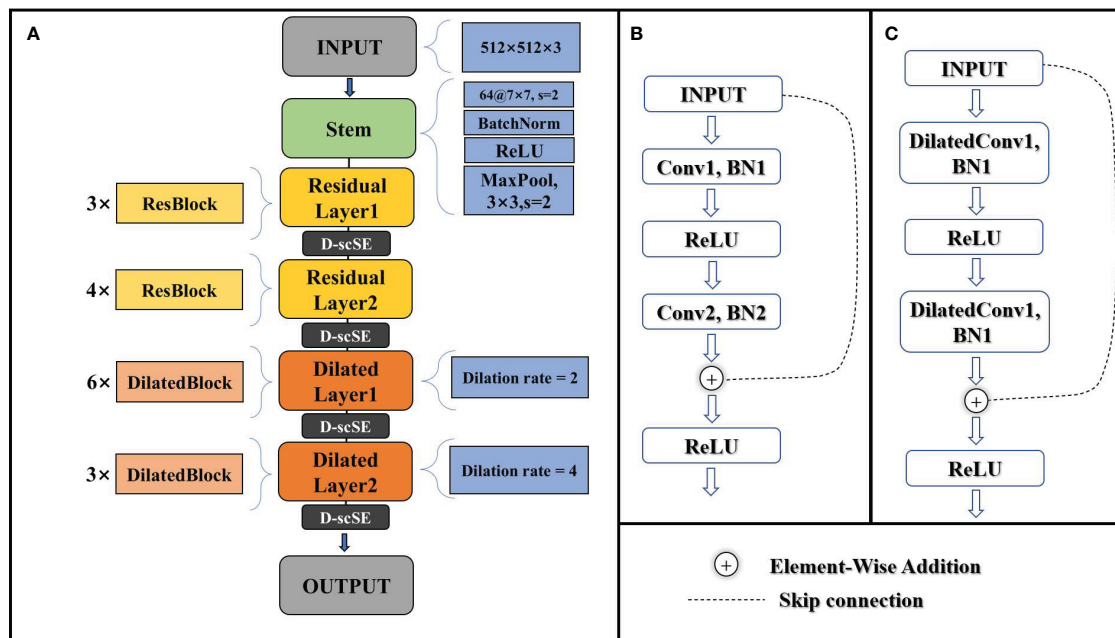 A
INPUT
512×512×3
Stem
64@7×7, s=2
BatchNorm
ReLU
MaxPool,
3×3,s=2
3×
ResBlock
Residual
Layer1
D-scSE
4×
ResBlock
Residual
Layer2
D-scSE
6×
DilatedBlock
Dilated
Layer1
Dilation rate = 2
D-scSE
3×
DilatedBlock
Dilated
Layer2
Dilation rate = 4
D-scSE
OUTPUT
B
INPUT
Conv1, BN1
ReLU
Conv2, BN2
+
ReLU
C
INPUT
DilatedConv1,
BN1
ReLU
DilatedConv1,
BN1
+
ReLU
+ Element-Wise Addition
Skip connection